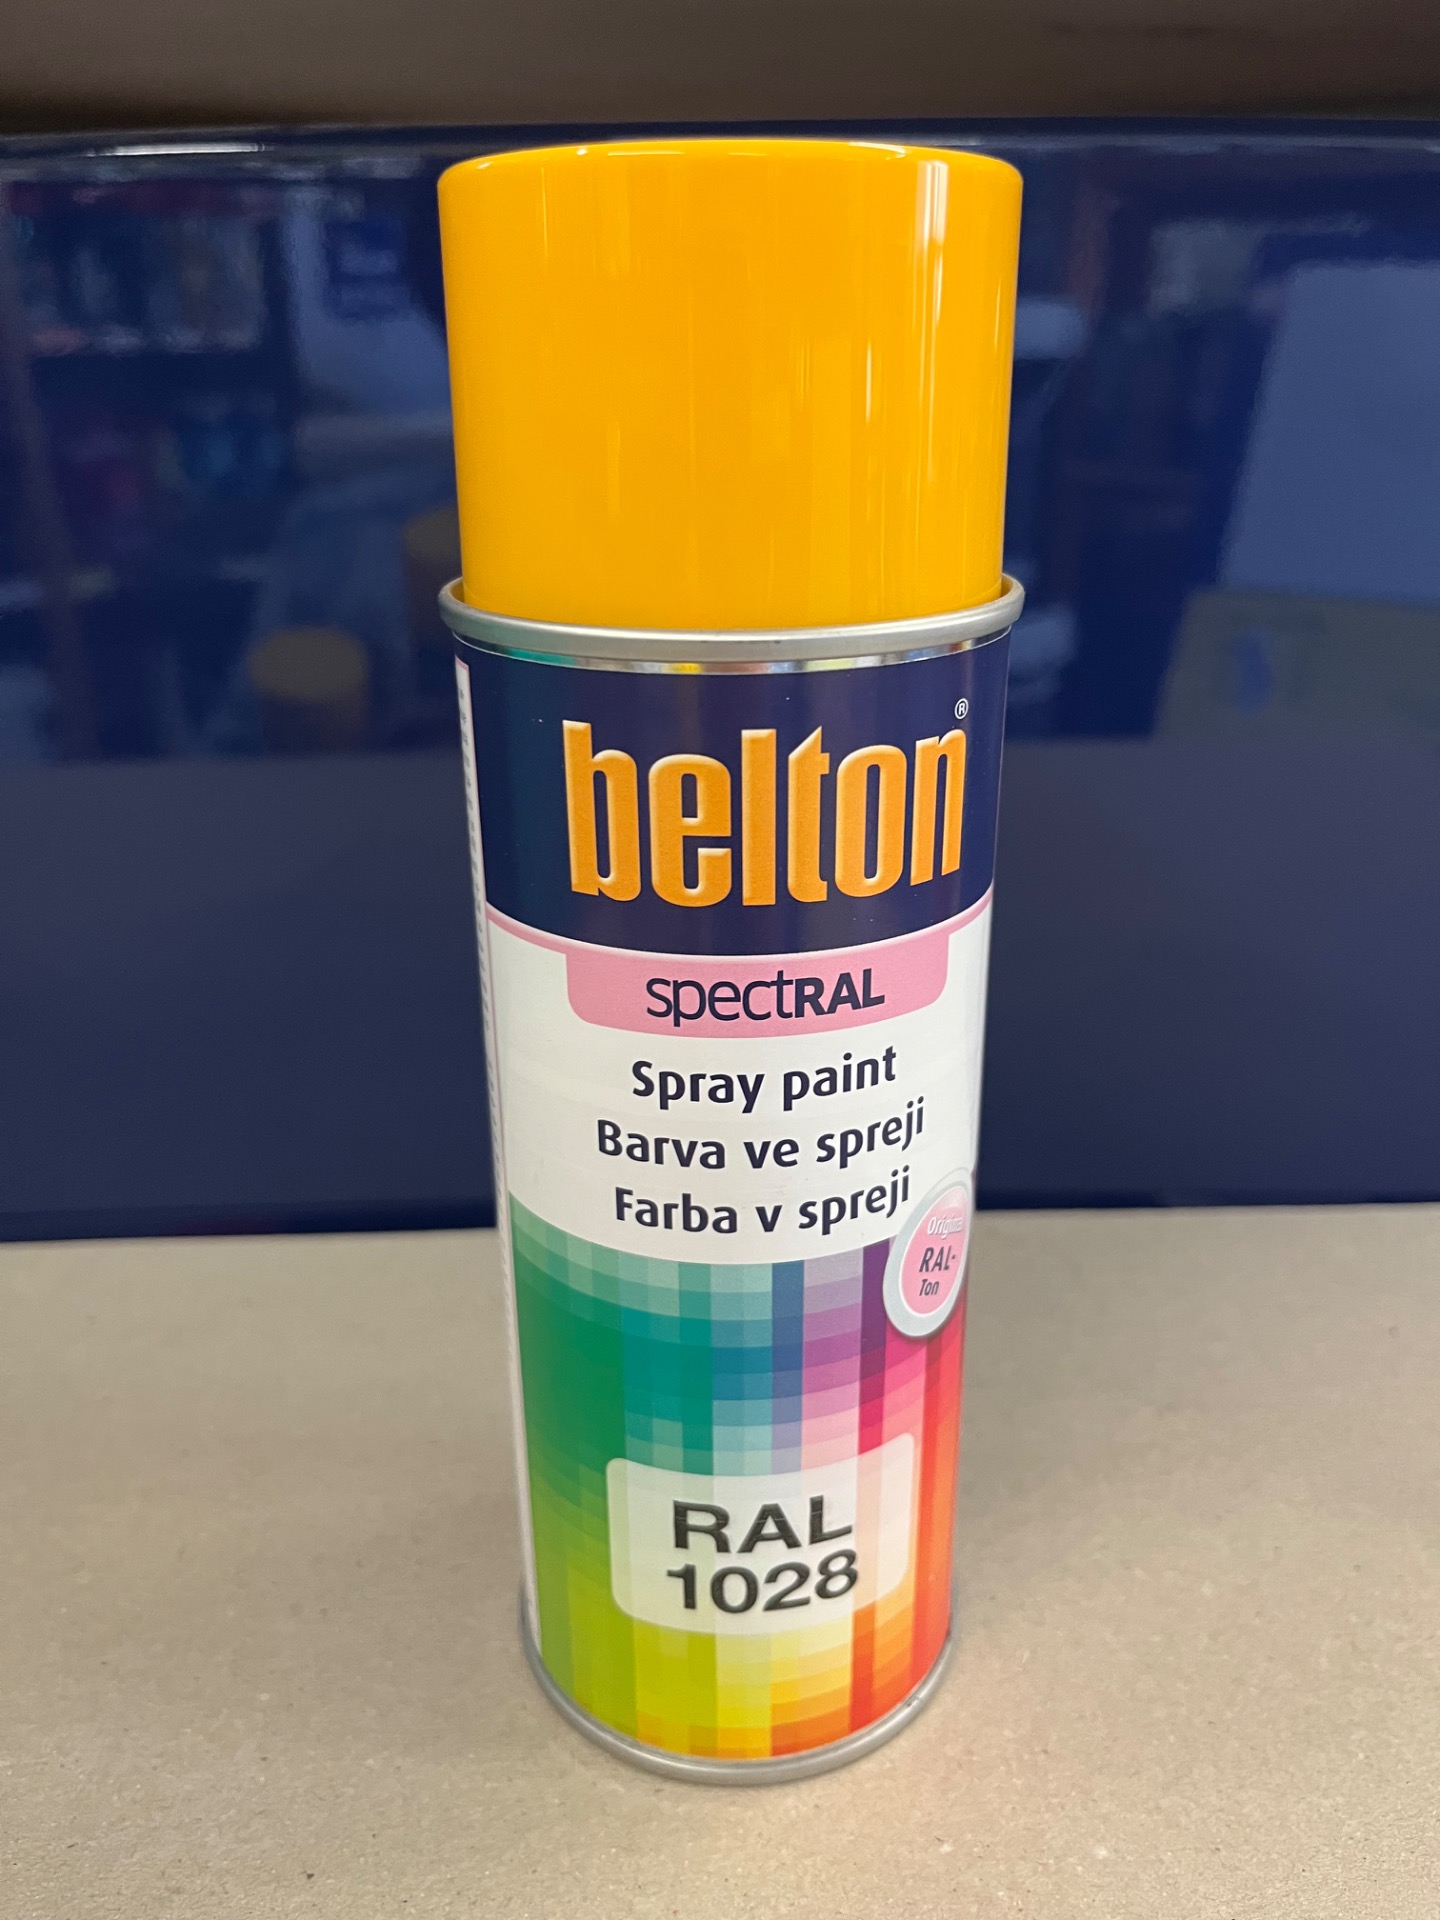 belton®
spectRAL
Spray paint
Barva ve spreji
Farba v spreji
Original
RAL-
Ton
RAL
1028